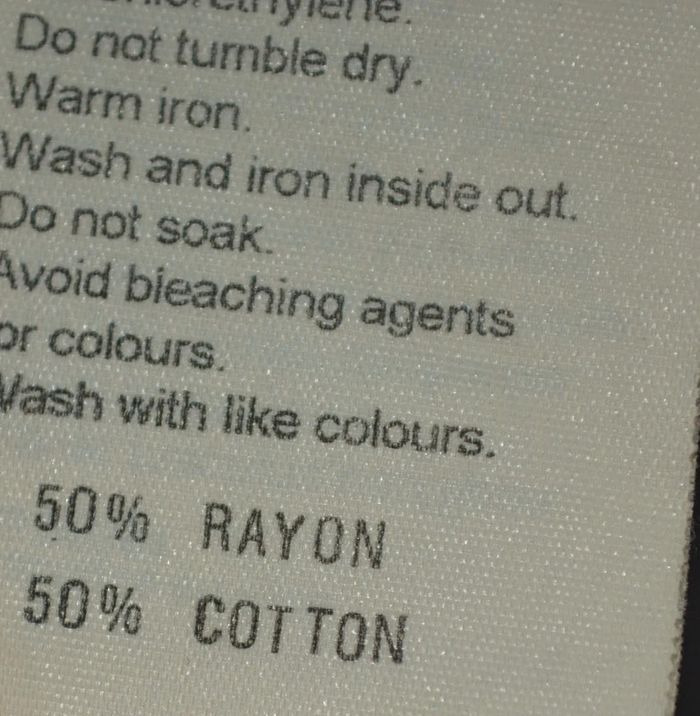 Do not tumble dry.
Warm iron.
Wash and iron inside out.
Do not soak.
Avoid bleaching agents
or colours.
Wash with like colours.
50% RAYON
50% COTTON